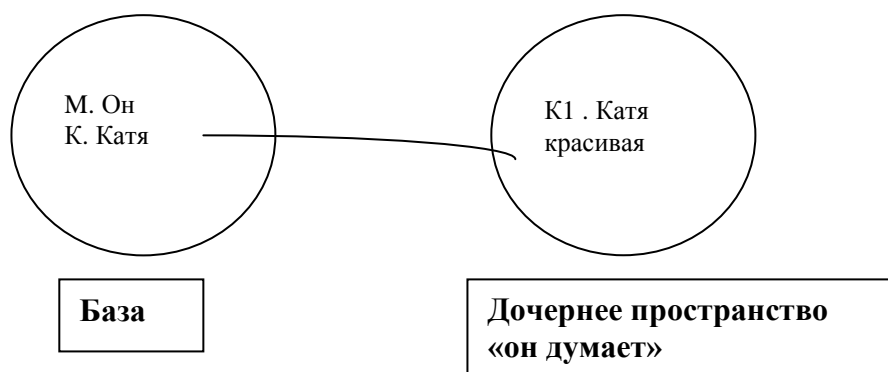 М. Он
К. Катя
К1 . Катя
красивая
База
Дочернее пространство
«он думает»